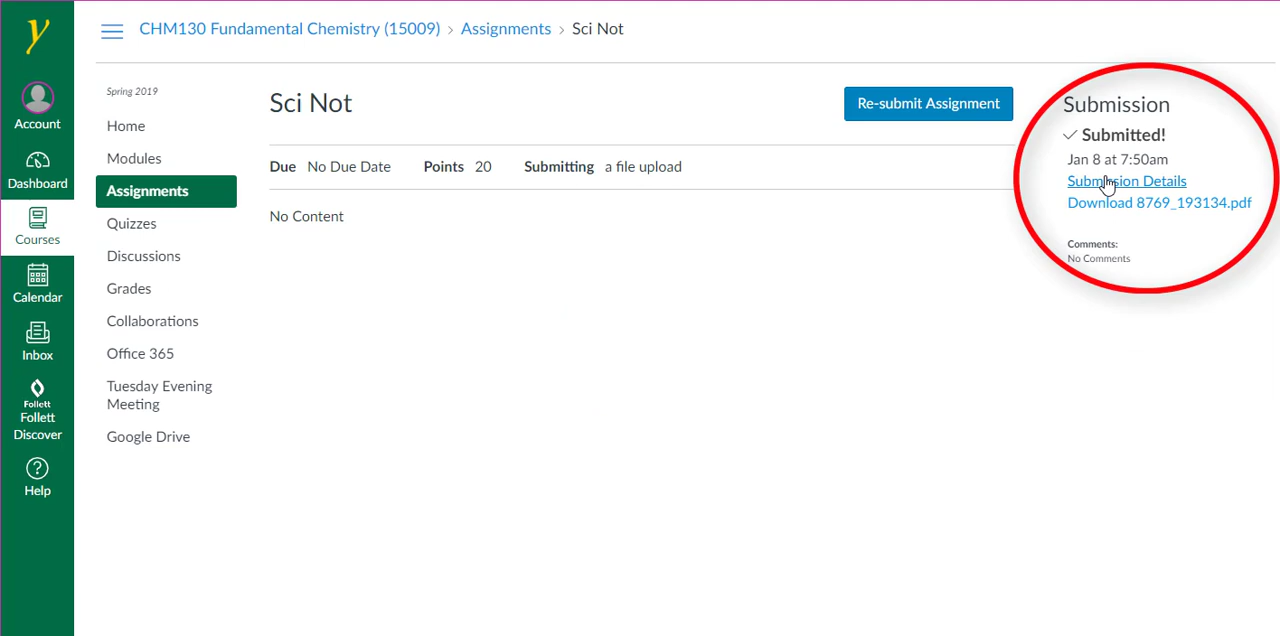 y
Account
Dashboard
Courses
Calendar
Inbox
Follett
Follett
Discover
Help
CHM130 Fundamental Chemistry (15009) > Assignments > Sci Not
Spring 2019
Home
Modules
Assignments
Quizzes
Discussions
Grades
Collaborations
Office 365
Tuesday Evening
Meeting
Google Drive
Sci Not
Re-submit Assignment
Due No Due Date Points 20 Submitting a file upload
No Content
Submission
Submitted!
Jan 8 at 7:50am
Submission Details
Download 8769_193134.pdf
Comments:
No Comments